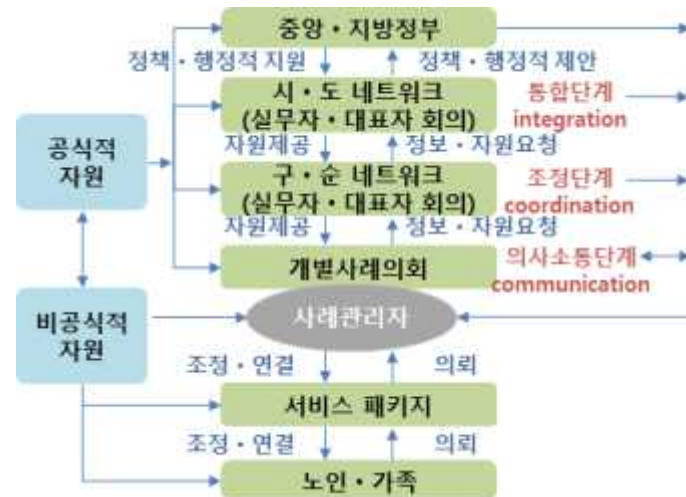 중앙・지방정부
정책・행정적 지원
정책・행정적 제안
시・도 네트워크
(실무자・대표자 회의)
통합단계
integration
공식적
자원
자원제공
정보・자원요청
구・순 네트워크
(실무자・대표자 회의)
조정단계
coordination
자원제공
정보・자원요청
개별사례의회
의사소통단계
communication
비공식적
자원
사례관리자
조정・연결
의뢰
서비스 패키지
조정・연결
의뢰
노인・가족